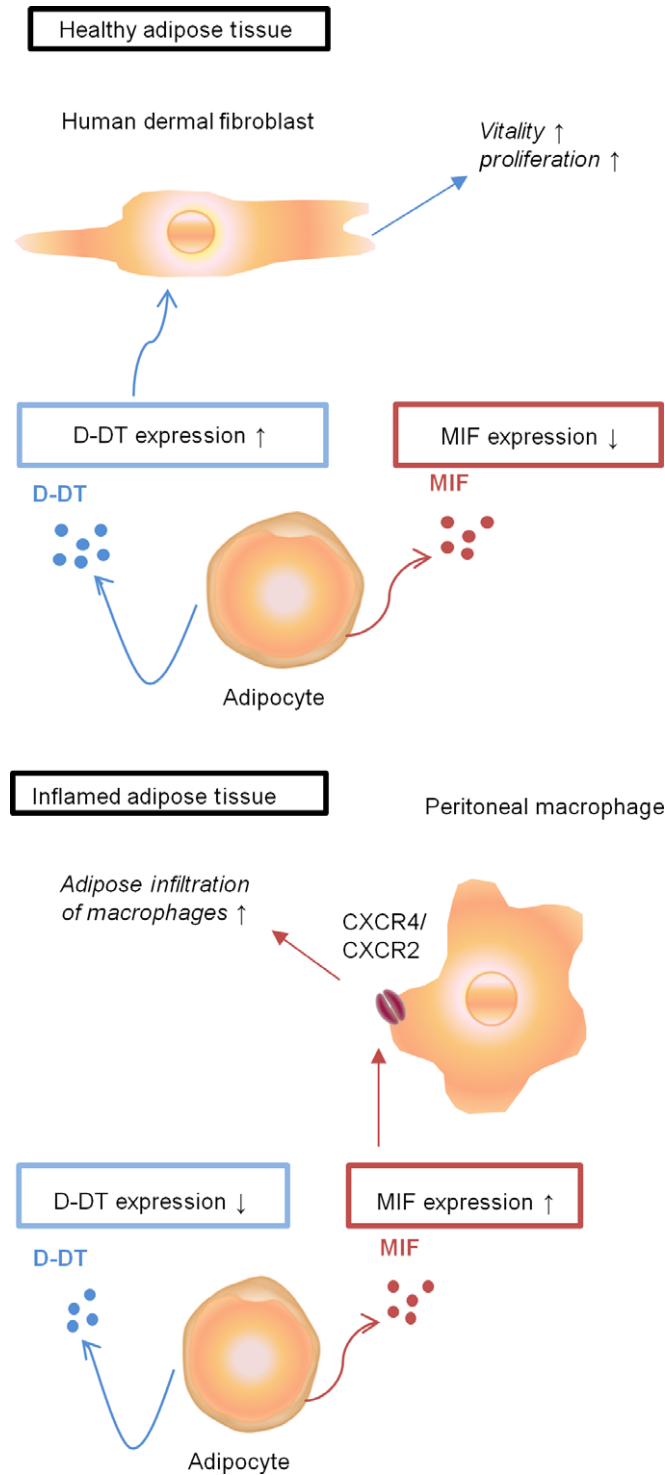 Healthy adipose tissue
Human dermal fibroblast
Vitality ↑
proliferation ↑
D-DT expression ↑
MIF expression ↓
D-DT
MIF
Adipocyte
Inflamed adipose tissue
Peritoneal macrophage
Adipose infiltration
of macrophages ↑
CXCR4/
CXCR2
D-DT expression ↓
MIF expression ↑
D-DT
MIF
Adipocyte